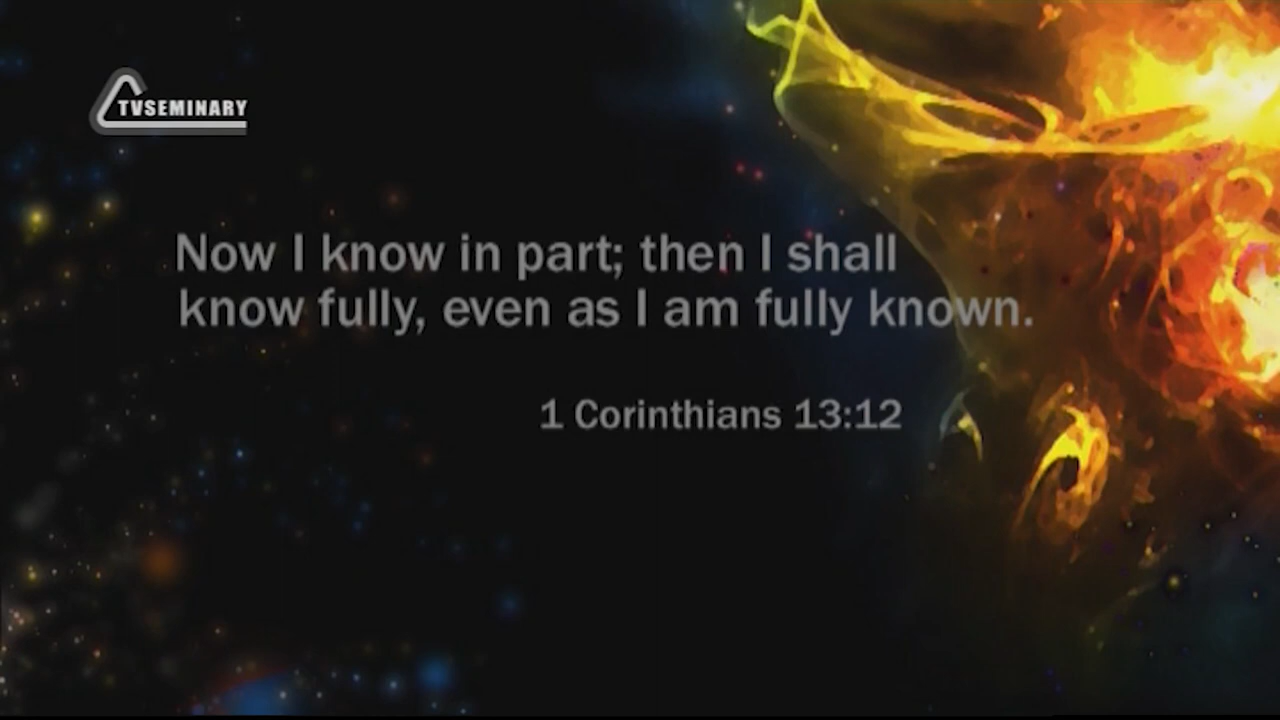 TVSEMINARY
Now I know in part; then I shall
know fully, even as I am fully known.
1 Corinthians 13:12